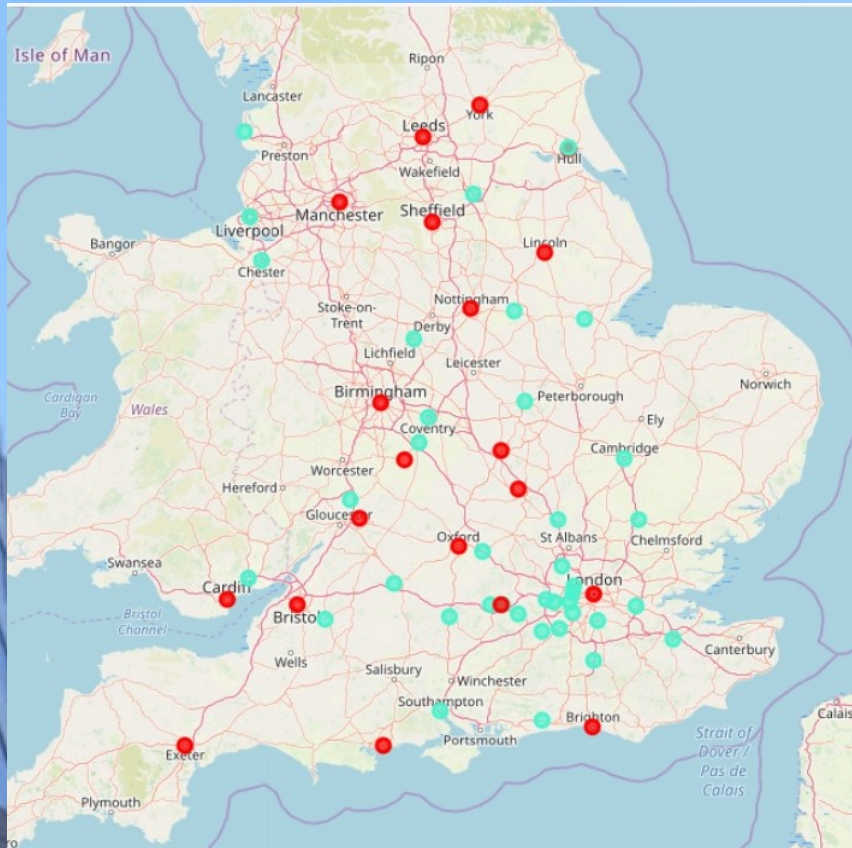 Isle of Man
Ripon
York
Lancaster
Leeds
Preston
Hull
Wakefield
Manchester
Sheffield
Liverpool
Bangor
Lincoln
Chester
Stoke-on-
Trent
Nottingham
Derby
Lichfield
Leicester
Norwich
Birmingham
Peterborough
Cardigan
Bay
Wales
Ely
Coventry
Cambridge
Worcester
Hereford
Gloucester
Oxford
St Albans
Chelmsford
Swansea
Cardiff
London
Bristol
Channel
Bristol
Canterbury
Wells
Salisbury
Winchester
Southampton
Calais
Brighton
Portsmouth
Strait of
Dover /
Pas de
Calais
Exeter
Plymouth
ro